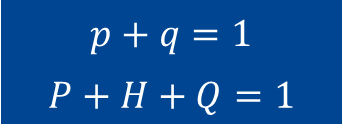 p + q = 1
P + H + Q = 1